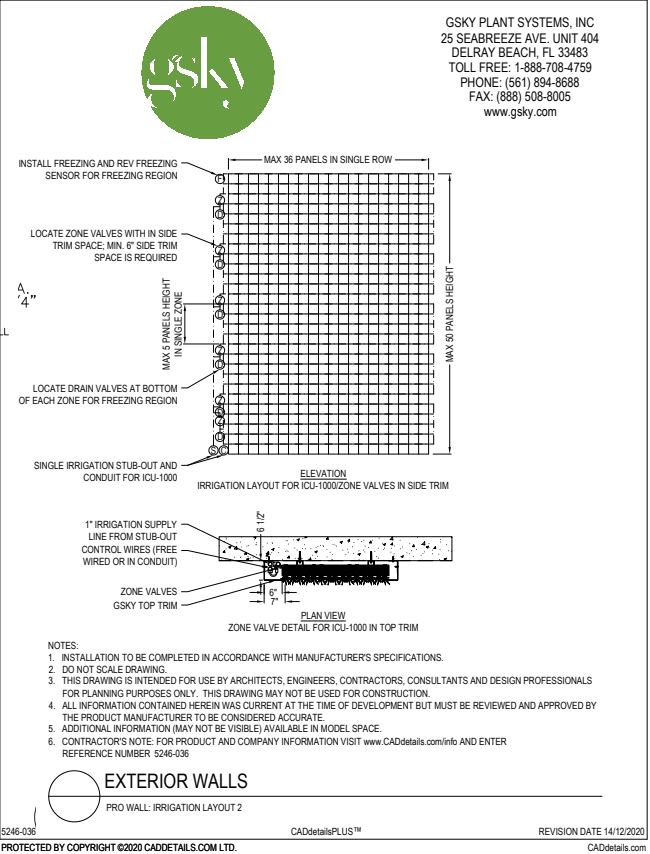 gsky
GSKY PLANT SYSTEMS, INC
25 SEABREEZE AVE. UNIT 404
DELRAY BEACH, FL 33483
TOLL FREE: 1-888-708-4759
PHONE: (561) 894-8688
FAX: (888) 508-8005
www.gsky.com
INSTALL FREEZING AND REV FREEZING
SENSOR FOR FREEZING REGION
MAX 36 PANELS IN SINGLE ROW
LOCATE ZONE VALVES WITH IN SIDE
TRIM SPACE; MIN. 6" SIDE TRIM
SPACE IS REQUIRED
A.
'4"
LL
MAX 5 PANELS HEIGHT
IN SINGLE ZONE
MAX 50 PANELS HEIGHT
LOCATE DRAIN VALVES AT BOTTOM
OF EACH ZONE FOR FREEZING REGION
SINGLE IRRIGATION STUB-OUT AND
CONDUIT FOR ICU-1000
S C
ELEVATION
IRRIGATION LAYOUT FOR ICU-1000/ZONE VALVES IN SIDE TRIM
1" IRRIGATION SUPPLY
LINE FROM STUB-OUT
CONTROL WIRES (FREE
WIRED OR IN CONDUIT)
ZONE VALVES
GSKY TOP TRIM
6 1/2"
6"
7"
PLAN VIEW
ZONE VALVE DETAIL FOR ICU-1000 IN TOP TRIM
NOTES:
1. INSTALLATION TO BE COMPLETED IN ACCORDANCE WITH MANUFACTURER'S SPECIFICATIONS.
2. DO NOT SCALE DRAWING.
3. THIS DRAWING IS INTENDED FOR USE BY ARCHITECTS, ENGINEERS, CONTRACTORS, CONSULTANTS AND DESIGN PROFESSIONALS
FOR PLANNING PURPOSES ONLY. THIS DRAWING MAY NOT BE USED FOR CONSTRUCTION.
4. ALL INFORMATION CONTAINED HEREIN WAS CURRENT AT THE TIME OF DEVELOPMENT BUT MUST BE REVIEWED AND APPROVED BY
THE PRODUCT MANUFACTURER TO BE CONSIDERED ACCURATE.
5. ADDITIONAL INFORMATION (MAY NOT BE VISIBLE) AVAILABLE IN MODEL SPACE.
6. CONTRACTOR'S NOTE: FOR PRODUCT AND COMPANY INFORMATION VISIT www.CADdetails.com/info AND ENTER
REFERENCE NUMBER 5246-036
EXTERIOR WALLS
PRO WALL: IRRIGATION LAYOUT 2
5246-036
CADdetailsPLUS™
REVISION DATE 14/12/2020
PROTECTED BY COPYRIGHT ©2020 CADDETAILS.COM LTD.
CADdetails.com